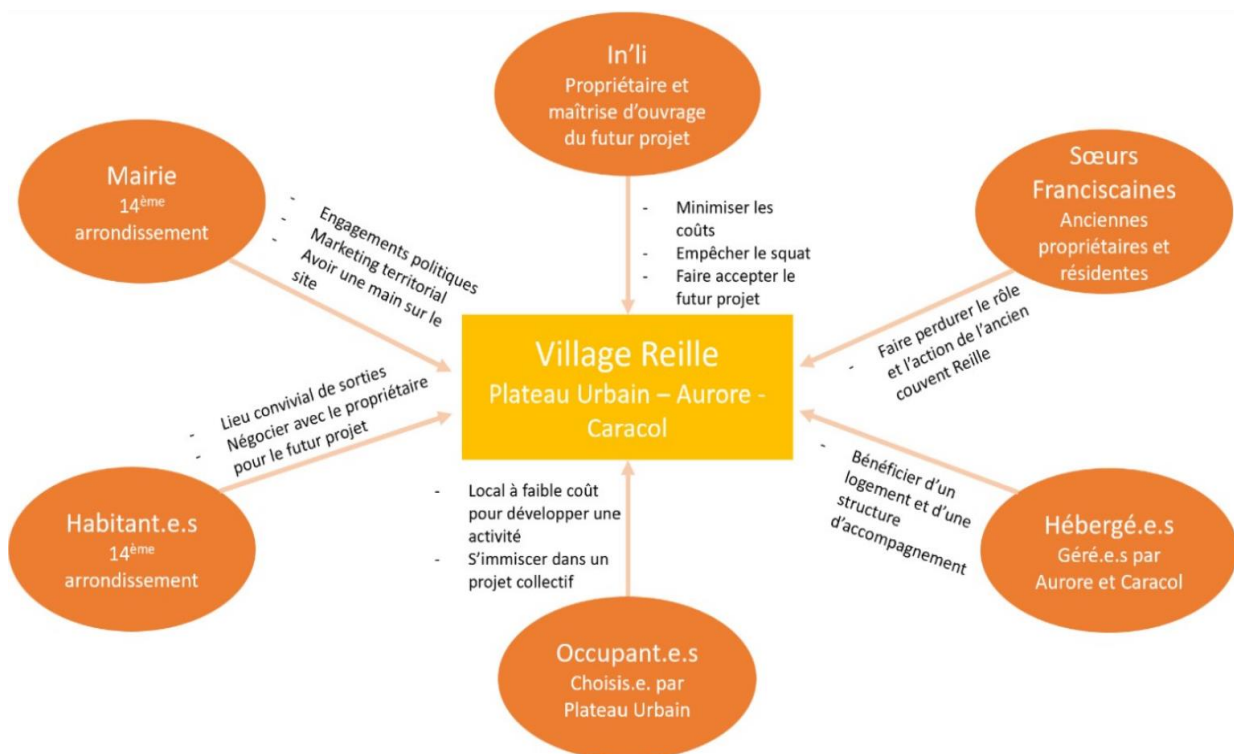 In'li
Propriétaire et
maîtrise d'ouvrage
du futur projet
Mairie
14ème
arrondissement
Sœurs
Franciscaines
Anciennes
propriétaires et
résidentes
- Engagements politiques
- Marketing territorial
- Avoir une main sur le
site
- Minimiser les
coûts
- Empêcher le squat
- Faire accepter le
futur projet
- Faire perdurer le rôle
et l'action de l'ancien
couvent Reille
Village Reille
Plateau Urbain – Aurore -
Caracol
- Lieu convivial de sorties
- Négocier avec le propriétaire
pour le futur projet
- Bénéficier d'un
logement et d'une
structure
d'accompagnement
Habitant.e.s
14ème
arrondissement
- Local à faible coût
pour développer une
activité
- S'immiscer dans un
projet collectif
Hébergé.e.s
Géré.e.s par
Aurore et Caracol
Occupant.e.s
Choisis.e. par
Plateau Urbain